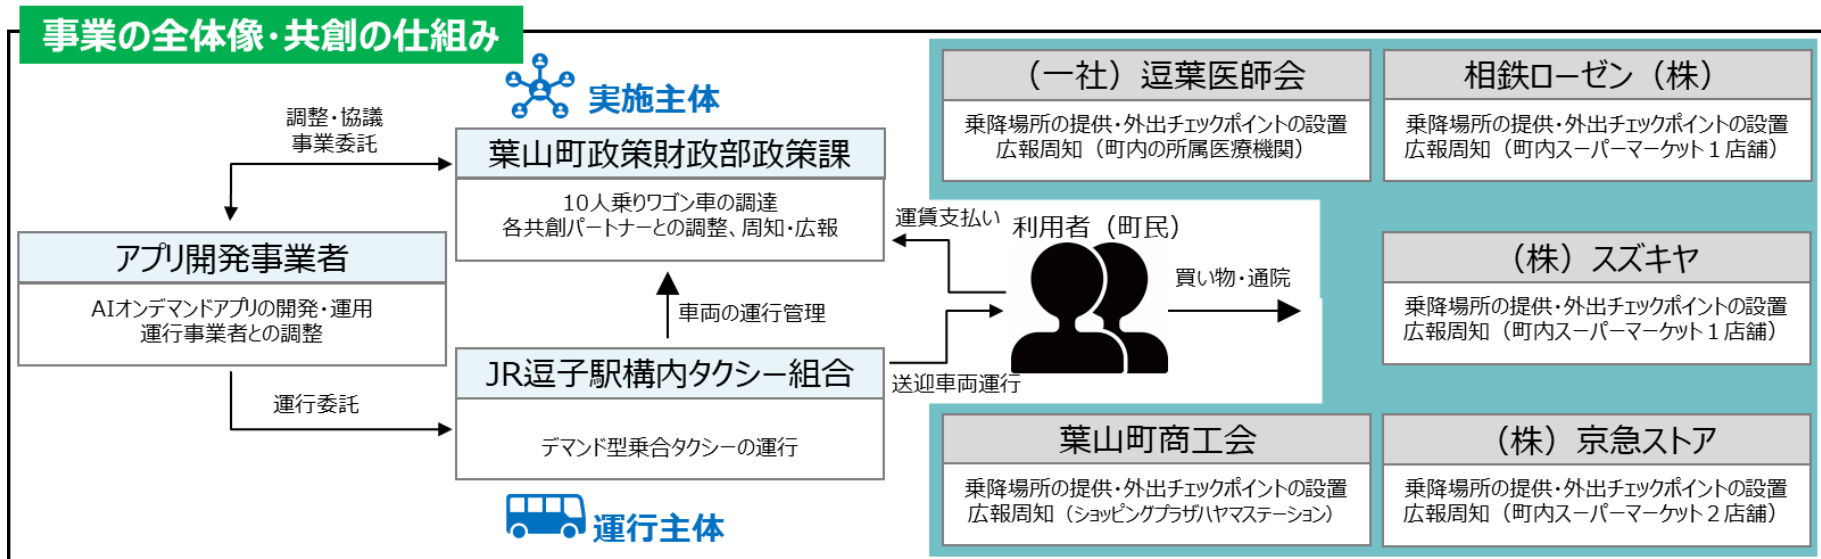 事業の全体像・共創の仕組み
実施主体
調整・協議
事業委託
葉山町政策財政部政策課
10人乗りワゴン車の調達
各共創パートナーとの調整、周知・広報
アプリ開発事業者
AIオンデマンドアプリの開発・運用
運行事業者との調整
運行委託
車両の運行管理
JR逗子駅構内タクシー組合
デマンド型乗合タクシーの運行
運行主体
運賃支払い
利用者（町民）
買い物・通院
送迎車両運行
（一社）逗葉医師会
乗降場所の提供・外出チェックポイントの設置
広報周知（町内の所属医療機関）
相鉄ローゼン（株）
乗降場所の提供・外出チェックポイントの設置
広報周知（町内スーパーマーケット１店舗）
（株）スズキヤ
乗降場所の提供・外出チェックポイントの設置
広報周知（町内スーパーマーケット１店舗）
葉山町商工会
乗降場所の提供・外出チェックポイントの設置
広報周知（ショッピングプラザハヤマステーション）
（株）京急ストア
乗降場所の提供・外出チェックポイントの設置
広報周知（町内スーパーマーケット２店舗）